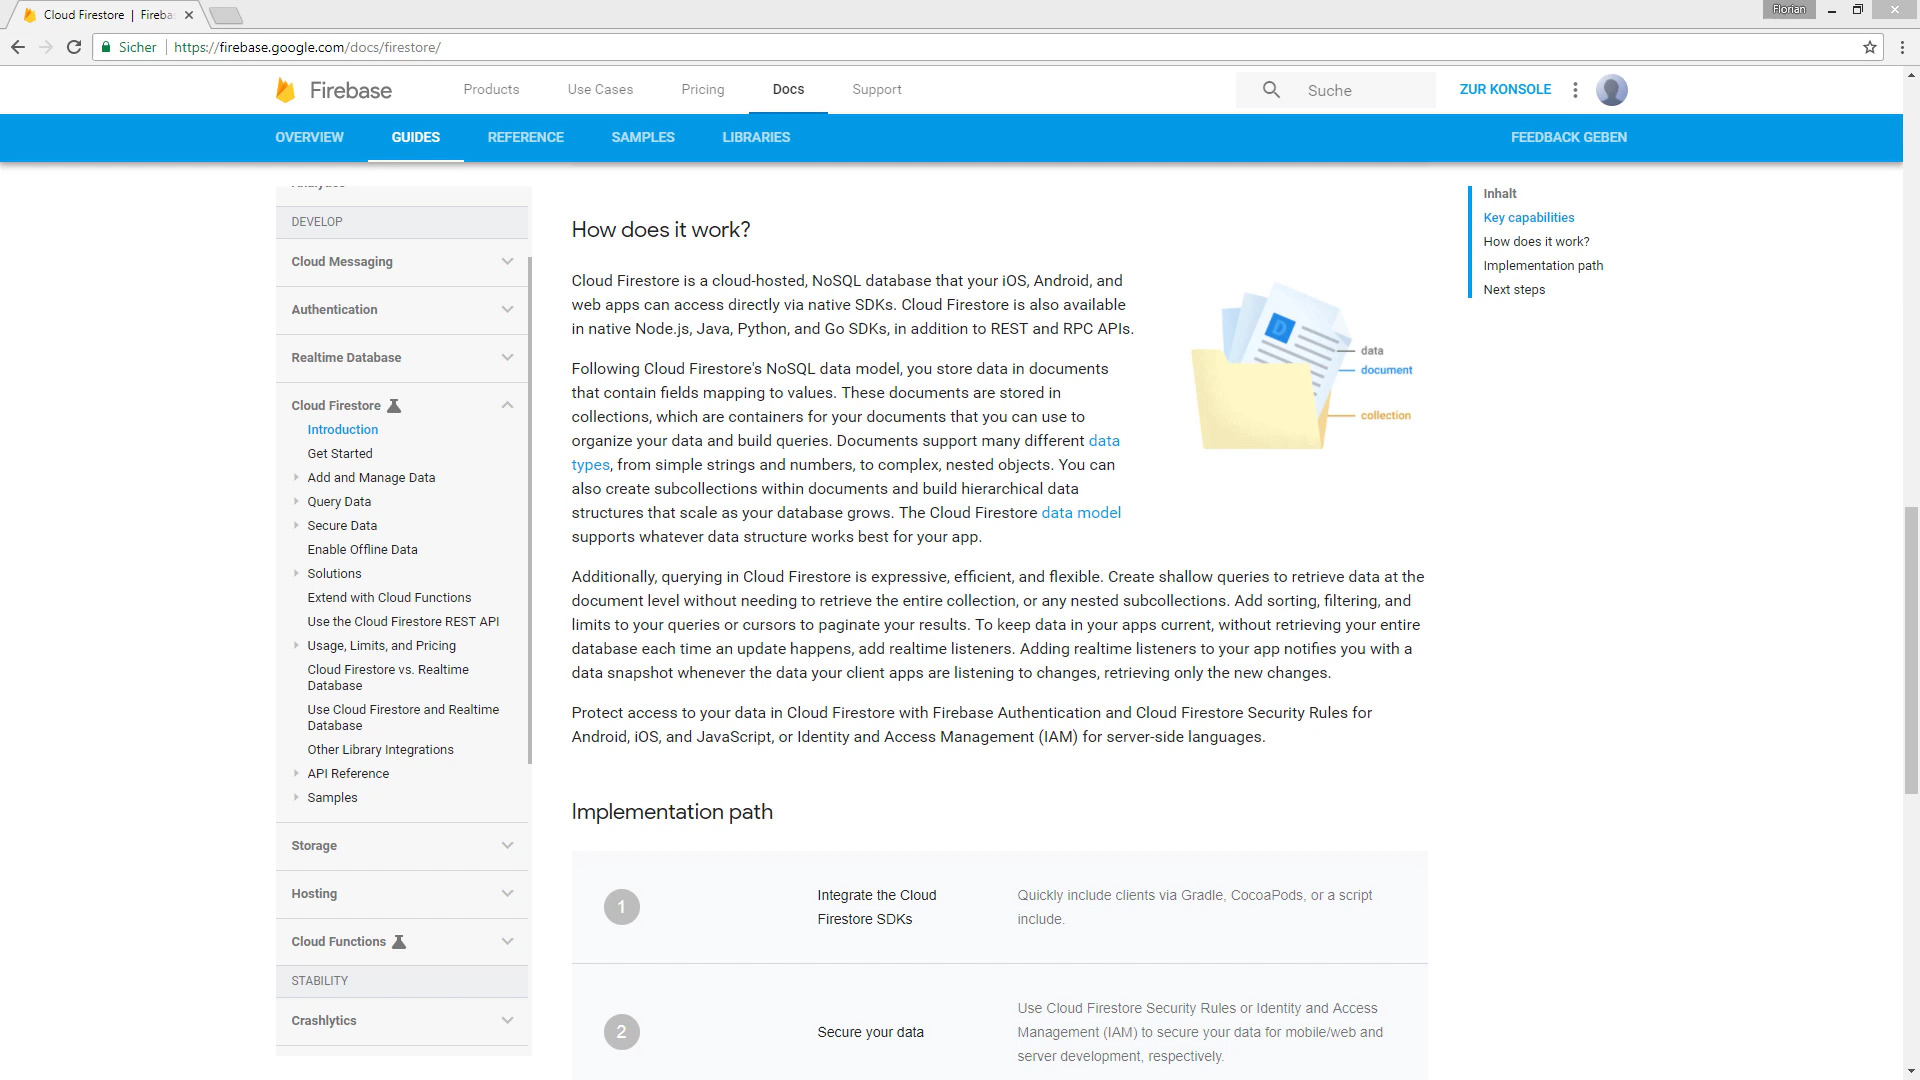 Cloud Firestore | Fireba
Florian
Sicher https://firebase.google.com/docs/firestore/
Firebase Products Use Cases Pricing Docs Support Suche ZUR KONSOLE
OVERVIEW GUIDES REFERENCE SAMPLES LIBRARIES FEEDBACK GEBEN
DEVELOP
Cloud Messaging
Authentication
Realtime Database
Cloud Firestore
Introduction
Get Started
Add and Manage Data
Query Data
Secure Data
Enable Offline Data
Solutions
Extend with Cloud Functions
Use the Cloud Firestore REST API
Usage, Limits, and Pricing
Cloud Firestore vs. Realtime
Database
Use Cloud Firestore and Realtime
Database
Other Library Integrations
API Reference
Samples
Storage
Hosting
Cloud Functions
STABILITY
Crashlytics
How does it work?
Cloud Firestore is a cloud-hosted, NoSQL database that your iOS, Android, and
web apps can access directly via native SDKs. Cloud Firestore is also available
in native Node.js, Java, Python, and Go SDKs, in addition to REST and RPC APIs.
Following Cloud Firestore's NoSQL data model, you store data in documents
that contain fields mapping to values. These documents are stored in
collections, which are containers for your documents that you can use to
organize your data and build queries. Documents support many different data
types, from simple strings and numbers, to complex, nested objects. You can
also create subcollections within documents and build hierarchical data
structures that scale as your database grows. The Cloud Firestore data model
supports whatever data structure works best for your app.
D
data
document
collection
Additionally, querying in Cloud Firestore is expressive, efficient, and flexible. Create shallow queries to retrieve data at the
document level without needing to retrieve the entire collection, or any nested subcollections. Add sorting, filtering, and
limits to your queries or cursors to paginate your results. To keep data in your apps current, without retrieving your entire
database each time an update happens, add realtime listeners. Adding realtime listeners to your app notifies you with a
data snapshot whenever the data your client apps are listening to changes, retrieving only the new changes.
Protect access to your data in Cloud Firestore with Firebase Authentication and Cloud Firestore Security Rules for
Android, iOS, and JavaScript, or Identity and Access Management (IAM) for server-side languages.
Implementation path
1
Integrate the Cloud
Firestore SDKs
Quickly include clients via Gradle, CocoaPods, or a script
include.
2
Secure your data
Use Cloud Firestore Security Rules or Identity and Access
Management (IAM) to secure your data for mobile/web and
server development, respectively.
Inhalt
Key capabilities
How does it work?
Implementation path
Next steps